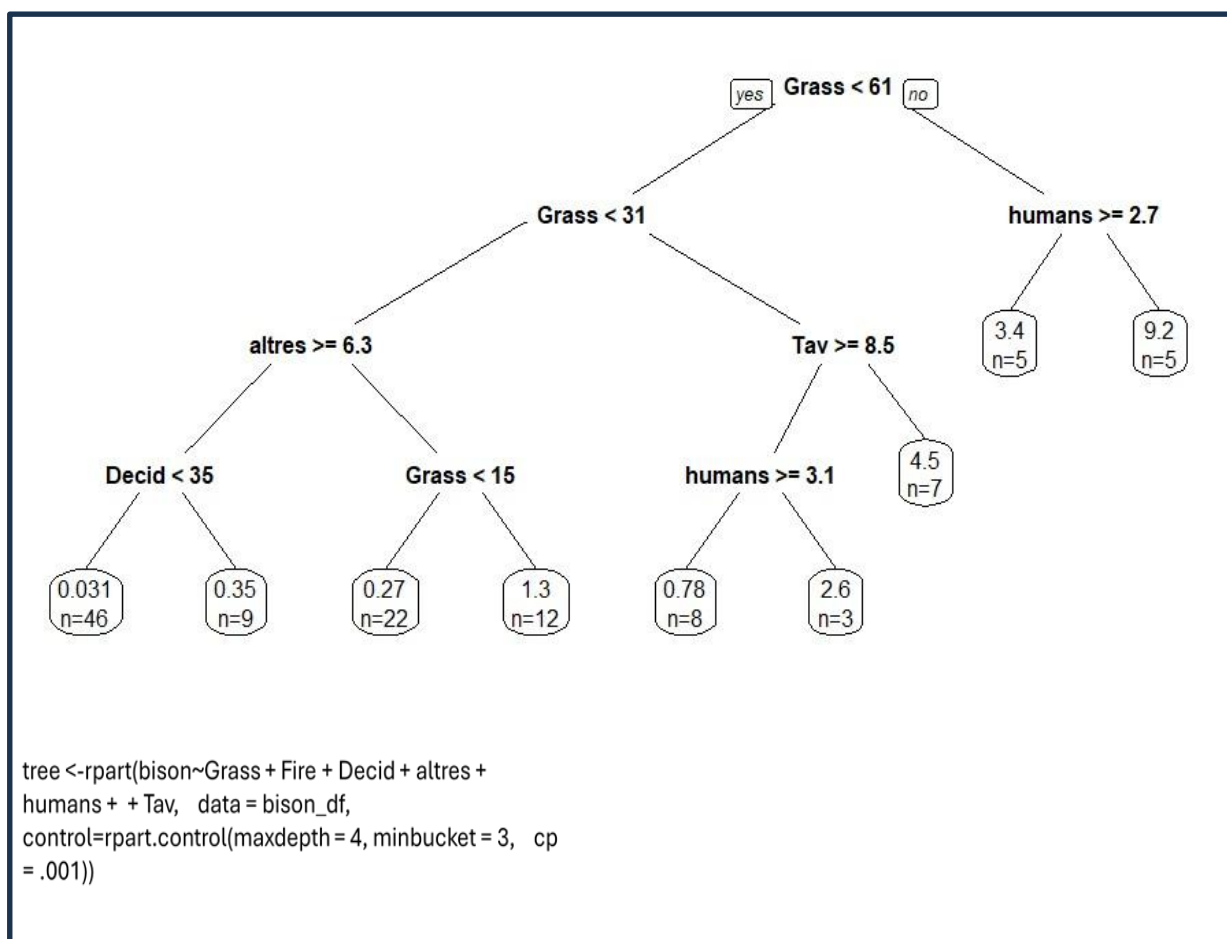 yes Grass < 61 no
Grass < 31 humans >= 2.7
altres >= 6.3 Tav >= 8.5 3.4 9.2
n=5 n=5
Decid < 35 Grass < 15 humans >= 3.1 4.5
n=7
0.031 0.35 0.27 1.3 0.78 2.6
n=46 n=9 n=22 n=12 n=8 n=3
tree <-rpart(bison~Grass + Fire + Decid + altres +
humans + + Tav, data = bison_df,
control=rpart.control(maxdepth = 4, minbucket = 3, cp
= .001))